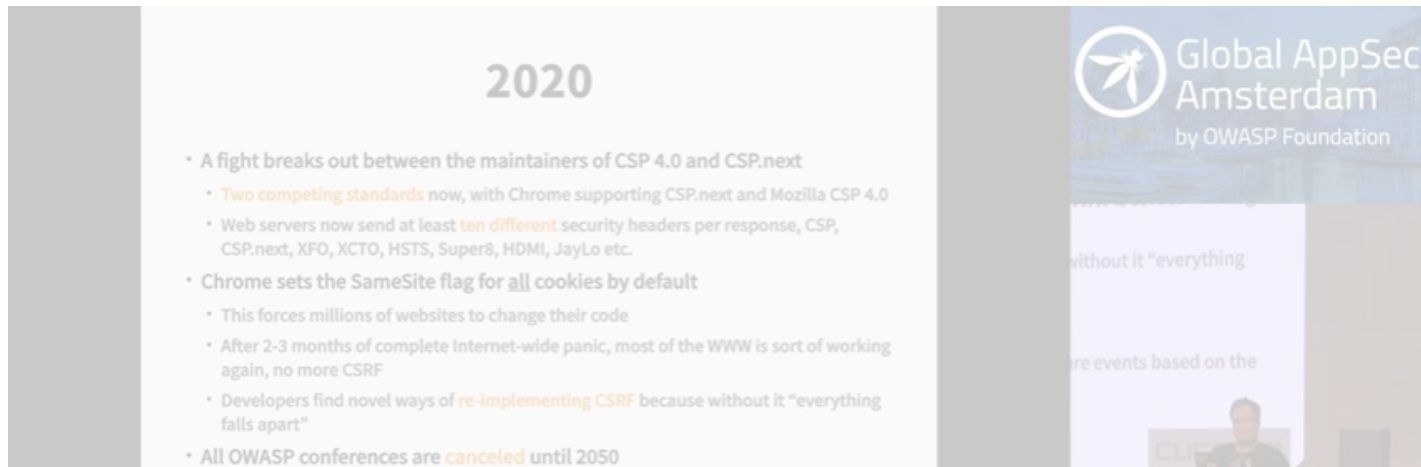 2020
• A fight breaks out between the maintainers of CSP 4.0 and CSP.next
• Two competing standards now, with Chrome supporting CSP.next and Mozilla CSP 4.0
• Web servers now send at least ten different security headers per response, CSP,
CSP.next, XFO, XCTO, HSTS, Super8, HDMI, JayLo etc.
• Chrome sets the SameSite flag for all cookies by default
• This forces millions of websites to change their code
• After 2-3 months of complete Internet-wide panic, most of the WWW is sort of working
again, no more CSRF
• Developers find novel ways of re-implementing CSRF because without it “everything
falls apart”
• All OWASP conferences are canceled until 2050
Global AppSec
Amsterdam
by OWASP Foundation
without it “everything
events based on the